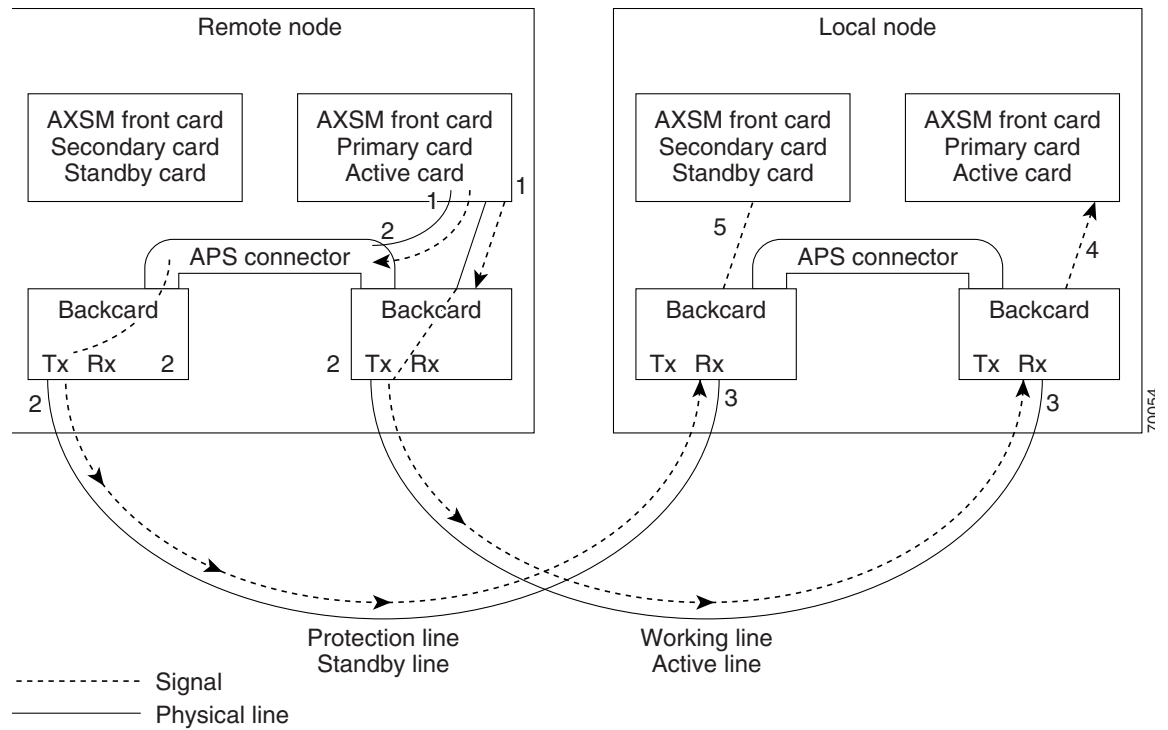 Remote node
Local node
AXSM front card
Secondary card
Standby card
AXSM front card
Primary card
Active card
AXSM front card
Secondary card
Standby card
AXSM front card
Primary card
Active card
1
1
2
5
4
APS connector
APS connector
Backcard
Backcard
Backcard
Backcard
Tx Rx 2
2 Tx Rx
Tx Rx
Tx Rx
2
3
3
70054
Protection line
Standby line
Working line
Active line
Signal
Physical line